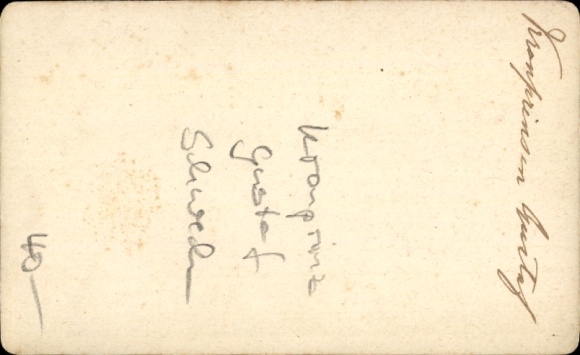 Kronprinsen Gustaf
Kronprinz
Gustaf
Schweden
40—